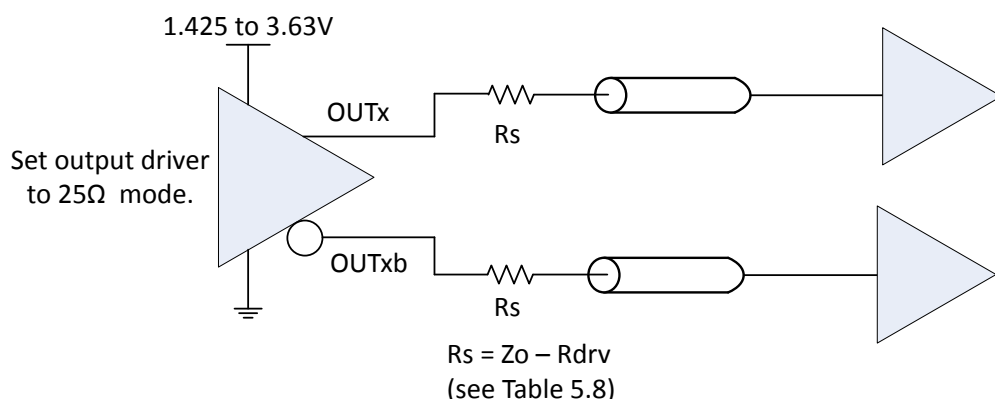 1.425 to 3.63V
OUTx
Rs
Set output driver
to 25Ω mode.
OUTxb
Rs
Rs = Zo – Rdrv
(see Table 5.8)